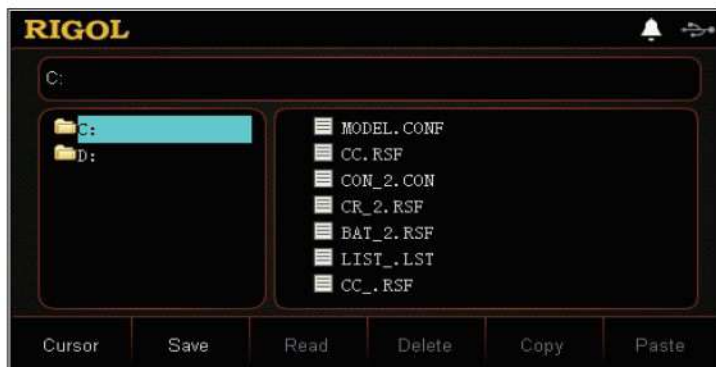 RIGOL
C:
C:
D:
MODEL.CONF
CC.RSF
CON_2.CON
CR_2.RSF
BAT_2.RSF
LIST_.LST
CC_.RSF
Cursor Save Read Delete Copy Paste